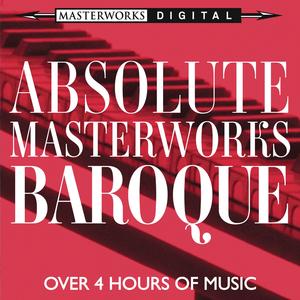 MASTERWORKS DIGITAL
ABSOLUTE
MASTERWORKS
BAROQUE
OVER 4 HOURS OF MUSIC